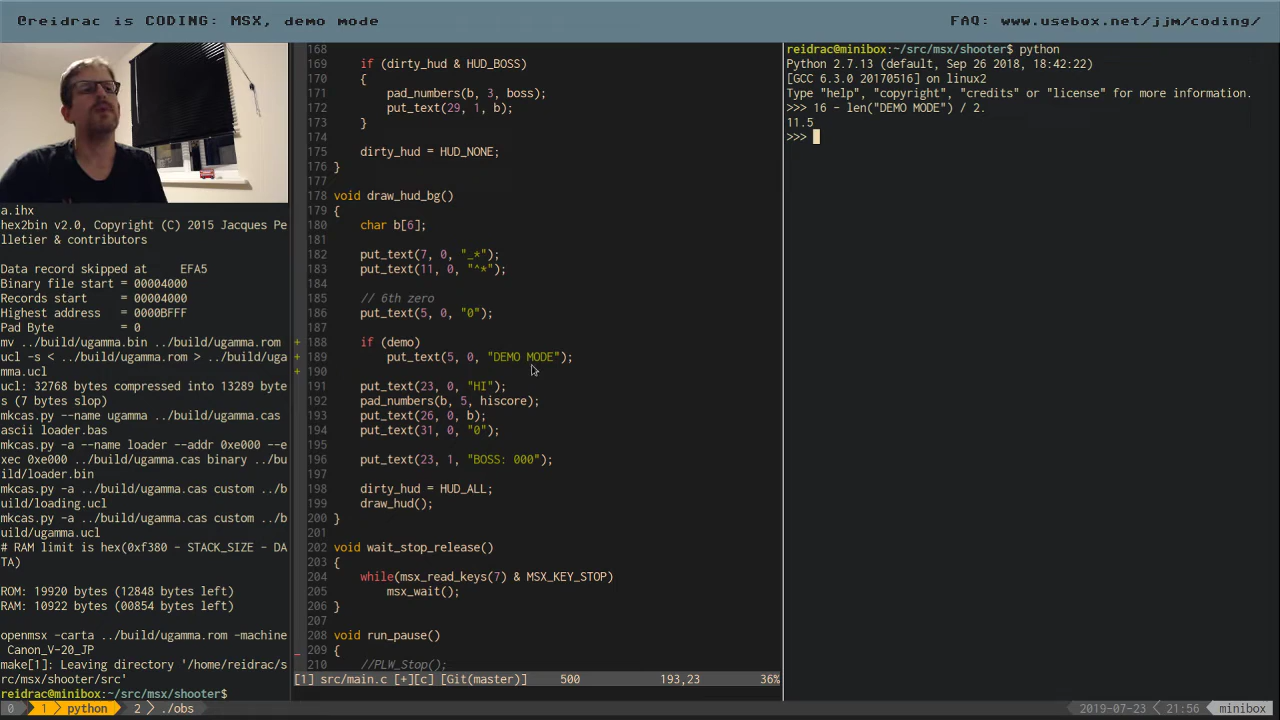 @reidrac is CODING: MSX, demo mode
FAQ: www.usebox.net/jjm/coding/
a.ihx
hex2bin v2.0, Copyright (C) 2015 Jacques Pe
lletier & contributors
Data record skipped at     EFA5
Binary file start = 00004000
Records start     = 00004000
Highest address   = 0000BFFF
Pad Byte          = 0
mv ../build/ugamma.bin ../build/ugamma.rom
ucl -s < ../build/ugamma.rom > ../build/uga
mma.ucl
ucl: 32768 bytes compressed into 13289 byte
s (7 bytes slop)
mkcas.py --name ugamma ../build/ugamma.cas
ascii loader.bas
mkcas.py -a --name loader --addr 0xe000 --e
xec 0xe000 ../build/ugamma.cas binary ../bu
ild/loader.bin
mkcas.py -a ../build/ugamma.cas custom ../b
uild/loading.ucl
mkcas.py -a ../build/ugamma.cas custom ../b
uild/ugamma.ucl
# RAM limit is hex(0xf380 - STACK_SIZE - DA
TA)
ROM: 19920 bytes (12848 bytes left)
RAM: 10922 bytes (00854 bytes left)
openmsx -carta ../build/ugamma.rom -machine
 Canon_V-20_JP
make[1]: Leaving directory '/home/reidrac/s
rc/msx/shooter/src'
reidrac@minibox:~/src/msx/shooter$
168
169     if (dirty_hud & HUD_BOSS)
170     {
171         pad_numbers(b, 3, boss);
172         put_text(29, 1, b);
173     }
174
175     dirty_hud = HUD_NONE;
176 }
177
178 void draw_hud_bg()
179 {
180     char b[6];
181
182     put_text(7, 0, "_*");
183     put_text(11, 0, "^*");
184
185     // 6th zero
186     put_text(5, 0, "0");
187
+ 188     if (demo)
+ 189         put_text(5, 0, "DEMO MODE");
+ 190
191     put_text(23, 0, "HI");
192     pad_numbers(b, 5, hiscore);
193     put_text(26, 0, b);
194     put_text(31, 0, "0");
195
196     put_text(23, 1, "BOSS: 000");
197
198     dirty_hud = HUD_ALL;
199     draw_hud();
200 }
201
202 void wait_stop_release()
203 {
204     while(msx_read_keys(7) & MSX_KEY_STOP)
205         msx_wait();
206 }
207
208 void run_pause()
_ 209 {
210     //PLW_Stop();
[1] src/main.c [+][c] [Git(master)]     500     193,23     36%
reidrac@minibox:~/src/msx/shooter$ python
Python 2.7.13 (default, Sep 26 2018, 18:42:22)
[GCC 6.3.0 20170516] on linux2
Type "help", "copyright", "credits" or "license" for more information.
>>> 16 - len("DEMO MODE") / 2.
11.5
>>>
0 1 python 2 ./obs
2019-07-23 21:56 minibox